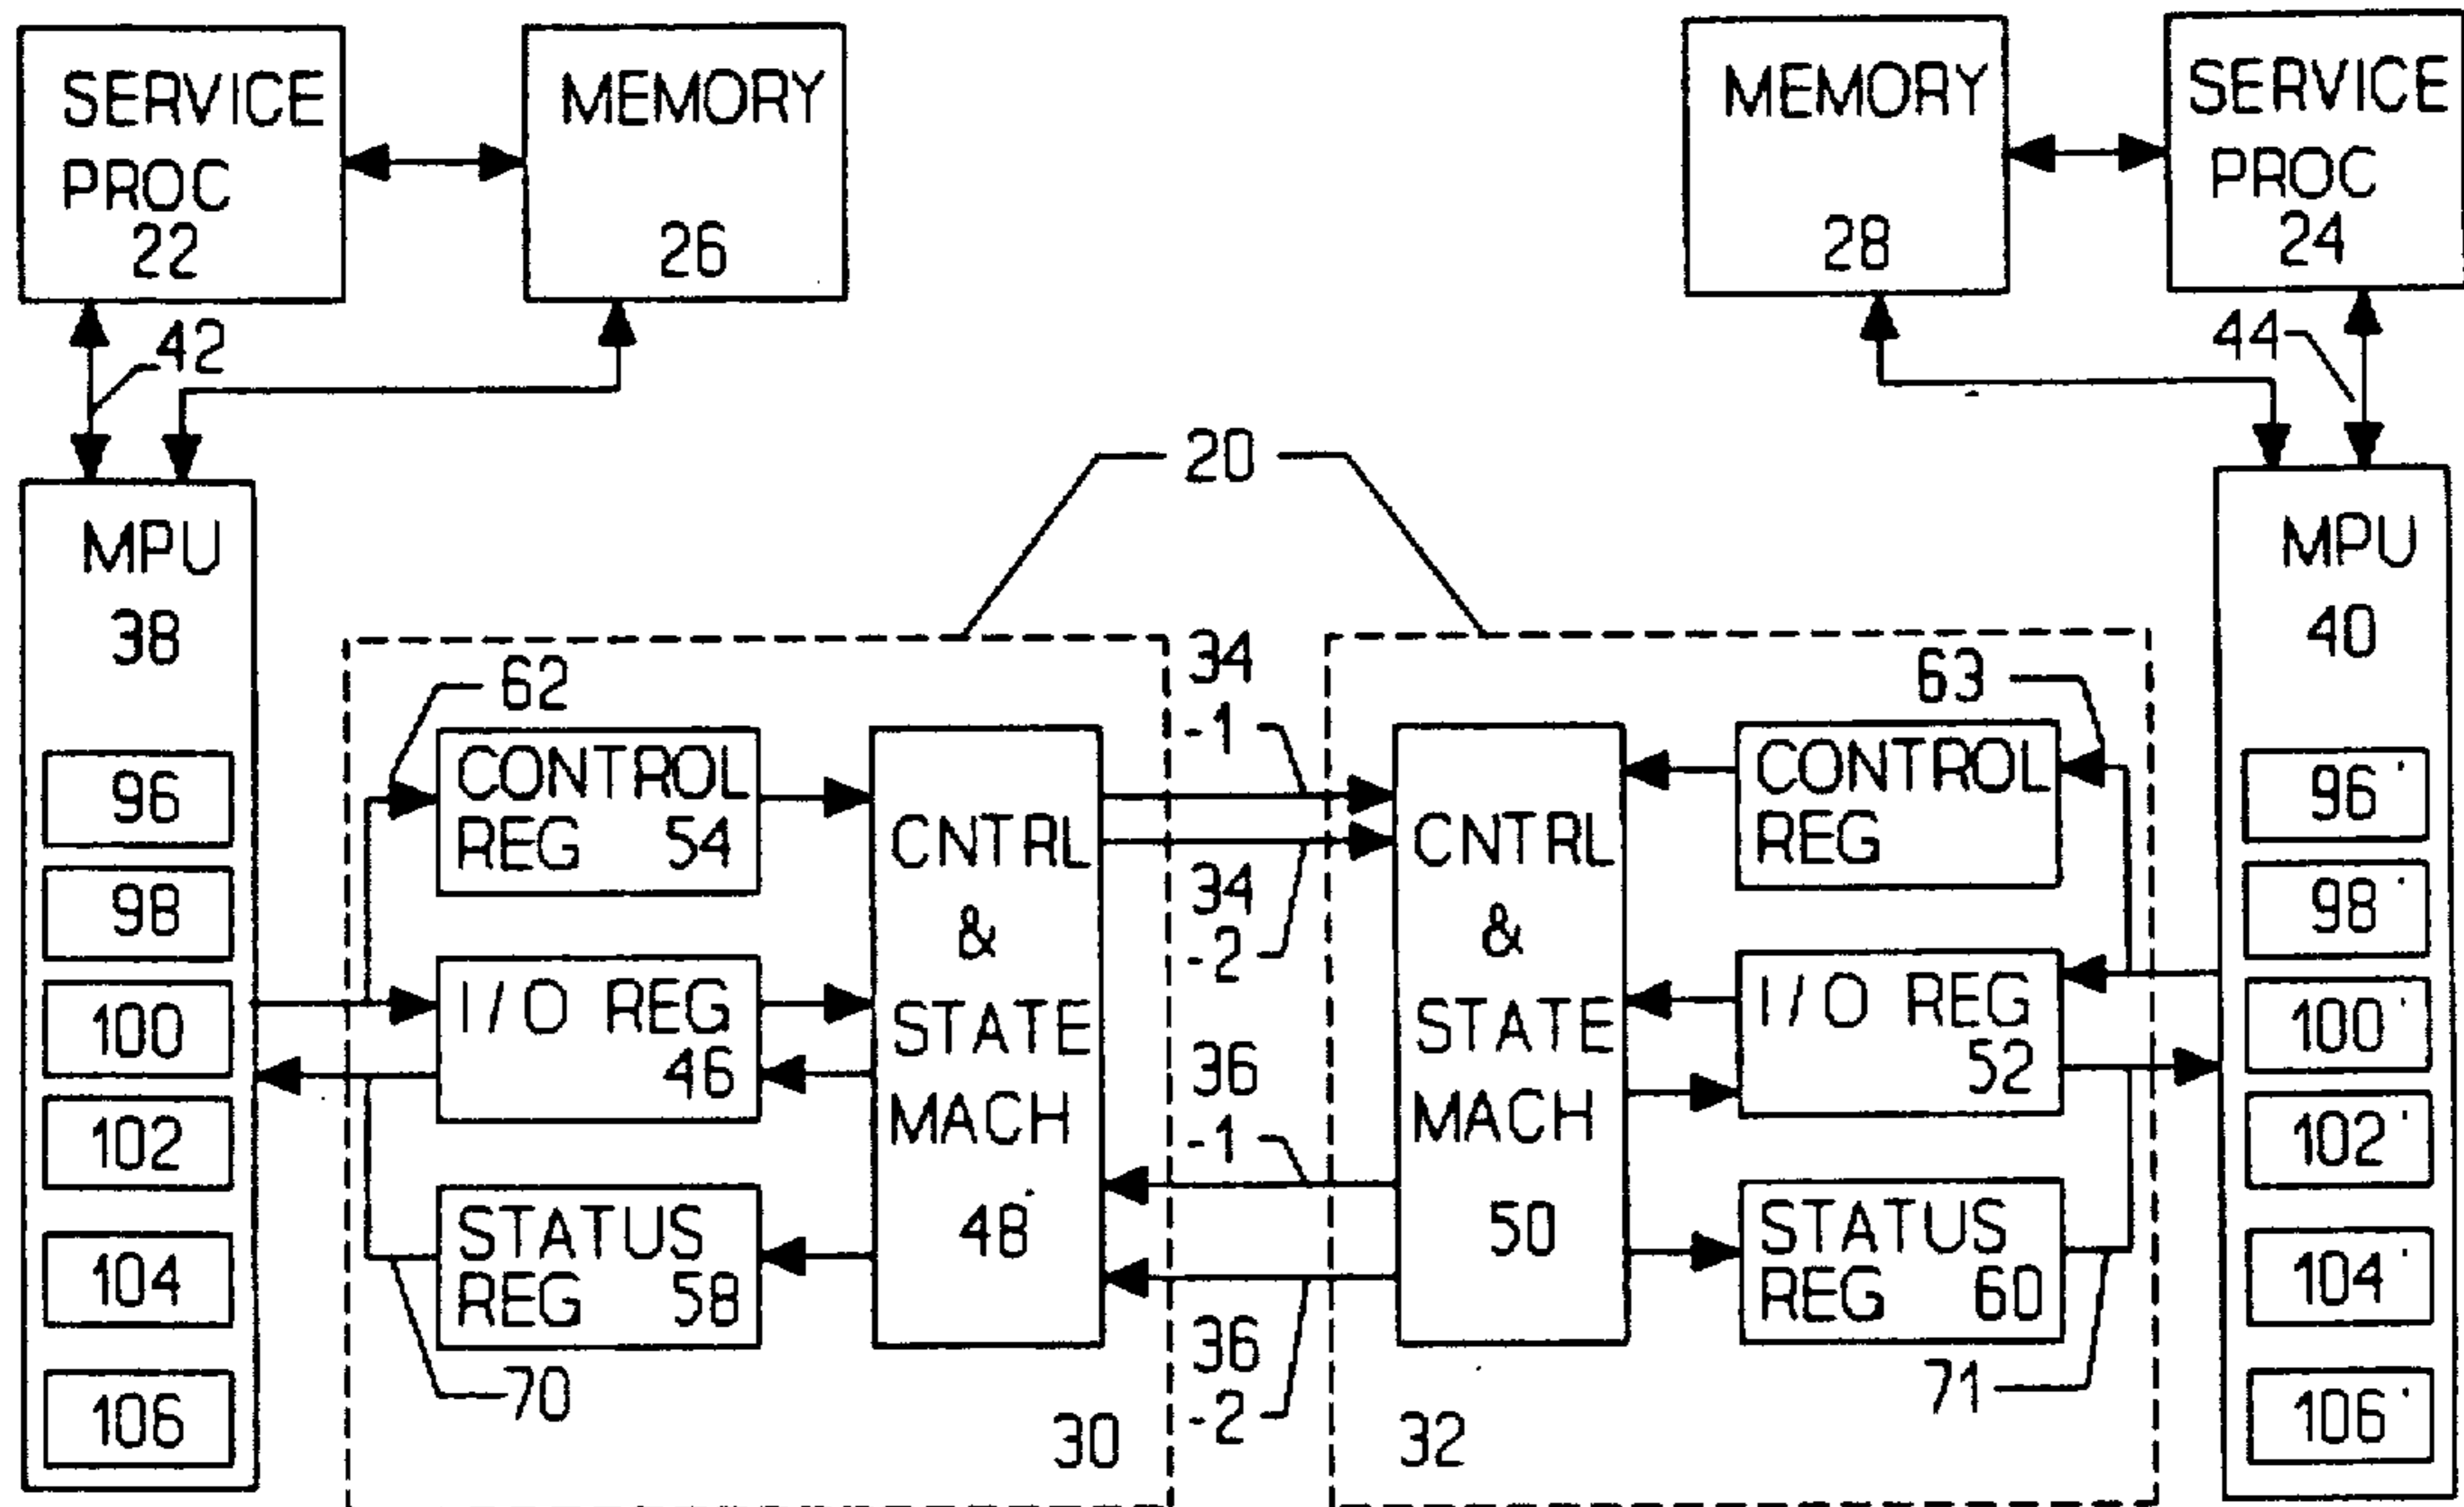 SERVICE
PROC
22
MEMORY
26
MEMORY
28
SERVICE
PROC
24
42
44
20
MPU
38
96
98
100
102
104
106
62
CONTROL
REG 54
I/O REG
46
STATUS
REG 58
70
CNTRL
&
STATE
MACH
48
30
34
-1
34
-2
36
-1
36
-2
CNTRL
&
STATE
MACH
50
32
63
CONTROL
REG
I/O REG
52
STATUS
REG 60
71
MPU
40
96'
98'
100'
102'
104'
106'